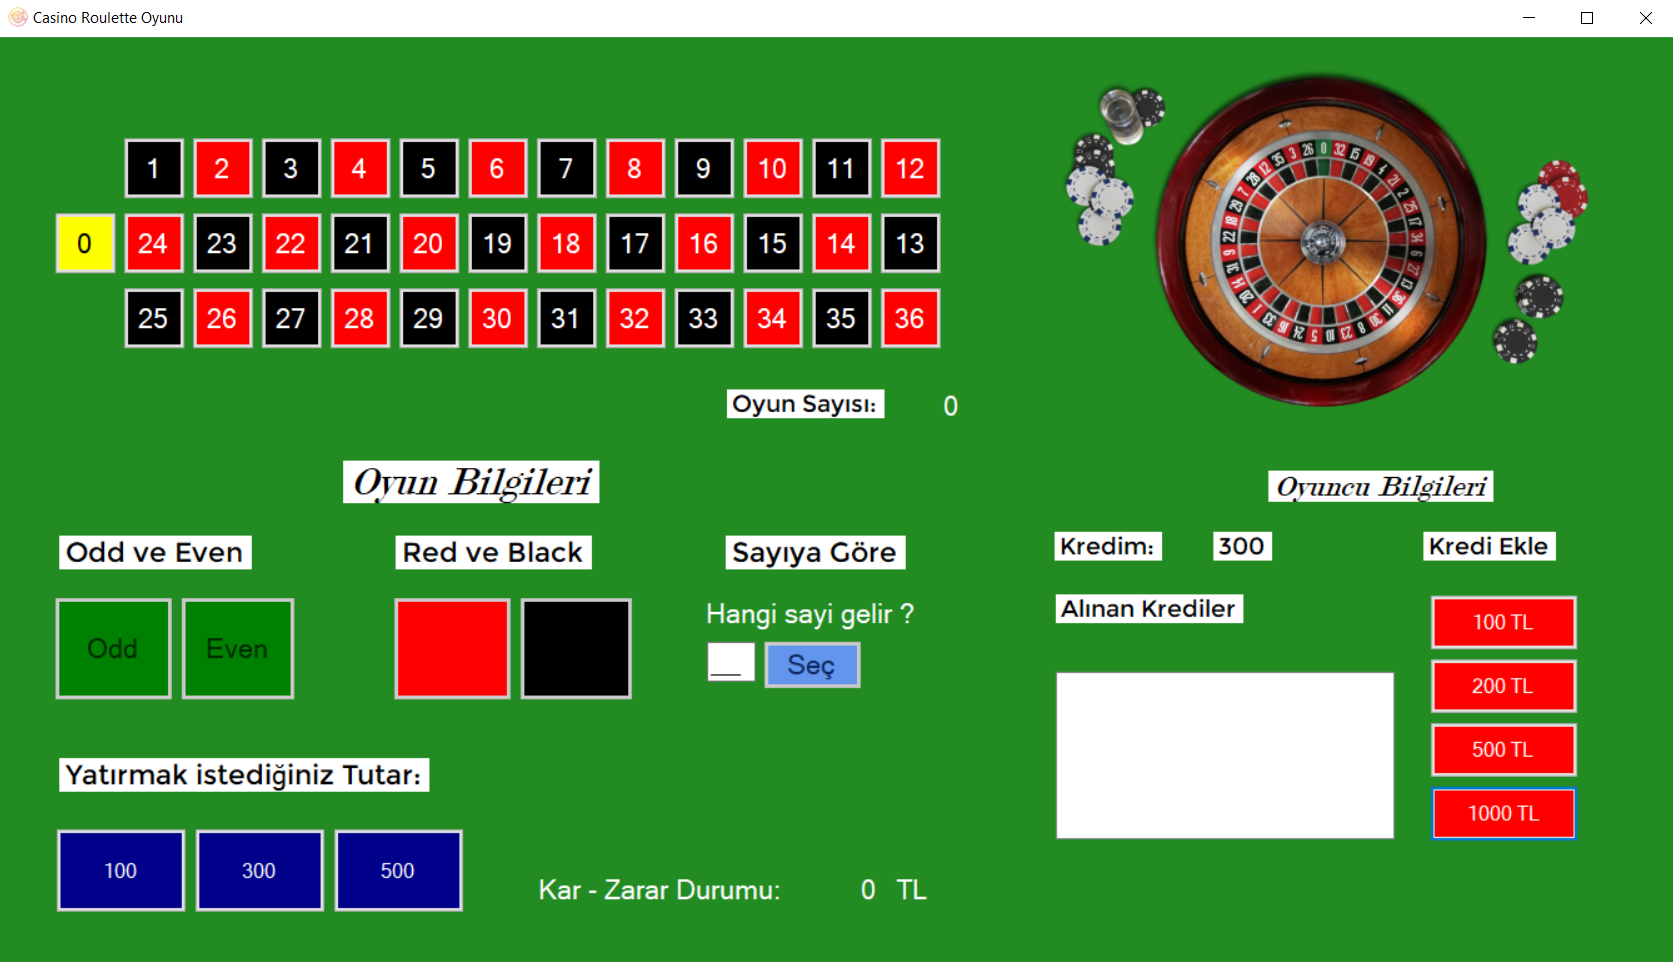 Casino Roulette Oyunu
1 2 3 4 5 6 7 8 9 10 11 12
0 24 23 22 21 20 19 18 17 16 15 14 13
25 26 27 28 29 30 31 32 33 34 35 36
Oyun Sayısı: 0
Oyun Bilgileri
Odd ve Even
Red ve Black
Sayıya Göre
Odd
Even
Hangi sayi gelir ?
__
Seç
Yatırmak istediğiniz Tutar:
100
300
500
Kar - Zarar Durumu: 0 TL
Oyuncu Bilgileri
Kredim: 300
Kredi Ekle
Alınan Krediler
100 TL
200 TL
500 TL
1000 TL